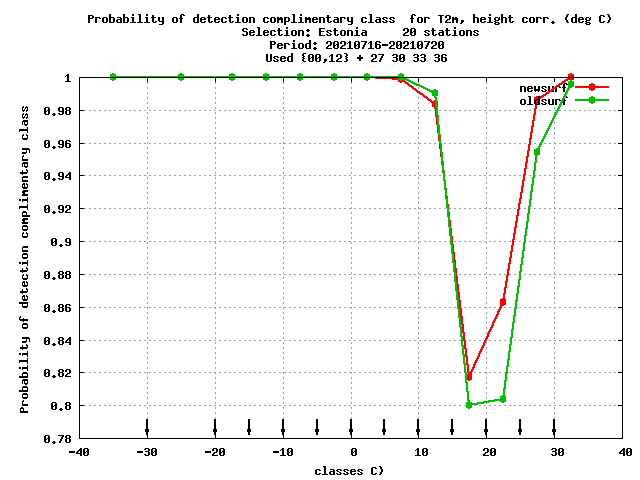 Probability of detection complimentary class  for T2m, height corr. (deg C)
Selection: Estonia     20 stations
Period: 20210716-20210720
Used {00,12} + 27 30 33 36
Probability of detection complimentary class
1
0.98
0.96
0.94
0.92
0.9
0.88
0.86
0.84
0.82
0.8
0.78
newsurf
oldsurf
-40 -30 -20 -10 0 10 20 30 40
classes C)